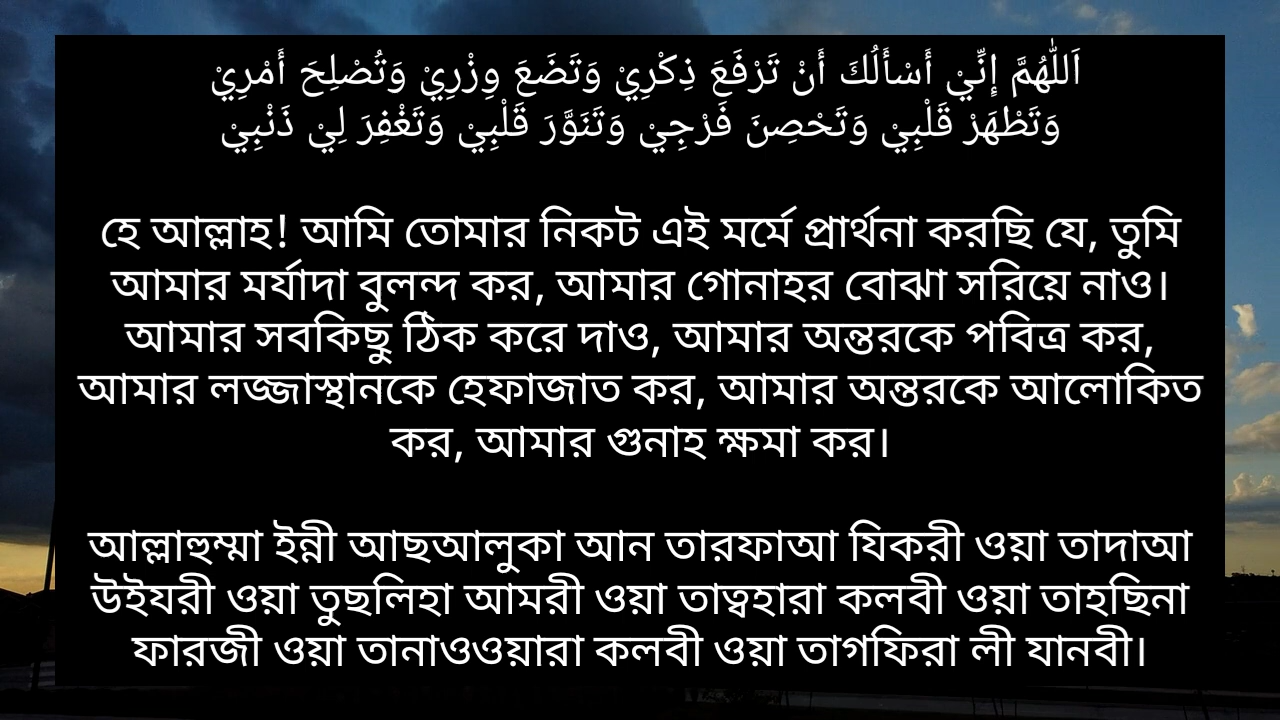 اَللّٰهُمَّ إِنِّيْ أَسْأَلُكَ أَنْ تَرْفَعَ ذِكْرِيْ وَتَضَعَ وِزْرِيْ وَتُصْلِحَ أَمْرِيْ
وَتَطْهَرْ قَلْبِيْ وَتَحْصِنَ فَرْجِيْ وَتَنَوَّرَ قَلْبِيْ وَتَغْفِرَ لِيْ ذَنْبِيْ
হে আল্লাহ! আমি তোমার নিকট এই মর্মে প্রার্থনা করছি যে, তুমি
আমার মর্যাদা বুলন্দ কর, আমার গোনাহর বোঝা সরিয়ে নাও।
আমার সবকিছু ঠিক করে দাও, আমার অন্তরকে পবিত্র কর,
আমার লজ্জাস্থানকে হেফাজাত কর, আমার অন্তরকে আলোকিত
কর, আমার গুনাহ ক্ষমা কর।
আল্লাহুম্মা ইন্নী আছআলুকা আন তারফাআ যিকরী ওয়া তাদাআ
উইযরী ওয়া তুছলিহা আমরী ওয়া তাত্বহারা কলবী ওয়া তাহছিনা
ফারজী ওয়া তানাওওয়ারা কলবী ওয়া তাগফিরা লী যানবী।